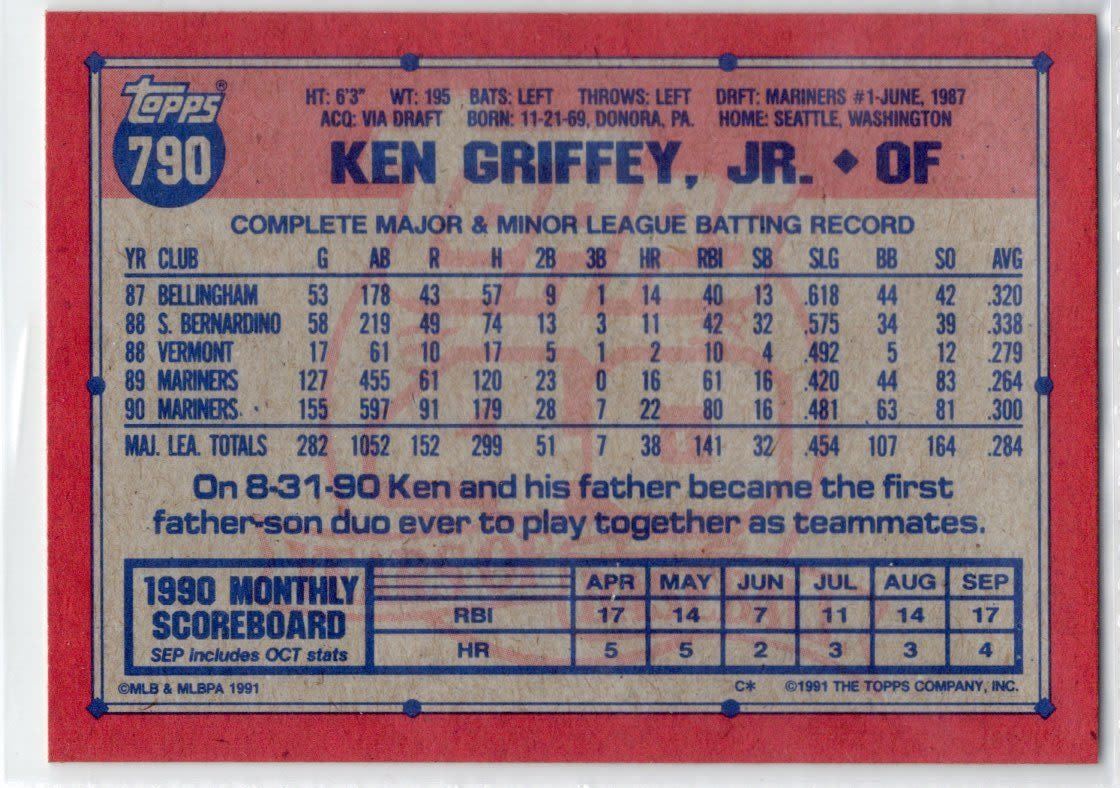 Topps®
790
HT: 6'3" WT: 195 BATS: LEFT THROWS: LEFT DRFT: MARINERS #1-JUNE, 1987
ACQ: VIA DRAFT BORN: 11-21-69, DONORA, PA. HOME: SEATTLE, WASHINGTON
KEN GRIFFEY, JR. ◆ OF
COMPLETE MAJOR & MINOR LEAGUE BATTING RECORD
YR CLUB G AB R H 2B 3B HR RBI SB SLG BB SO AVG
87 BELLINGHAM 53 178 43 57 9 1 14 40 13 .618 44 42 .320
88 S. BERNARDINO 58 219 49 74 13 3 11 42 32 .575 34 39 .338
88 VERMONT 17 61 10 17 5 1 2 10 4 .492 5 12 .279
89 MARINERS 127 455 61 120 23 0 16 61 16 .420 44 83 .264
90 MARINERS 155 597 91 179 28 7 22 80 16 .481 63 81 .300
MAJ. LEA. TOTALS 282 1052 152 299 51 7 38 141 32 .454 107 164 .284
On 8-31-90 Ken and his father became the first
father-son duo ever to play together as teammates.
1990 MONTHLY
SCOREBOARD
SEP includes OCT stats
APR MAY JUN JUL AUG SEP
RBI 17 14 7 11 14 17
HR 5 5 2 3 3 4
©MLB & MLBPA 1991 C* ©1991 THE TOPPS COMPANY, INC.